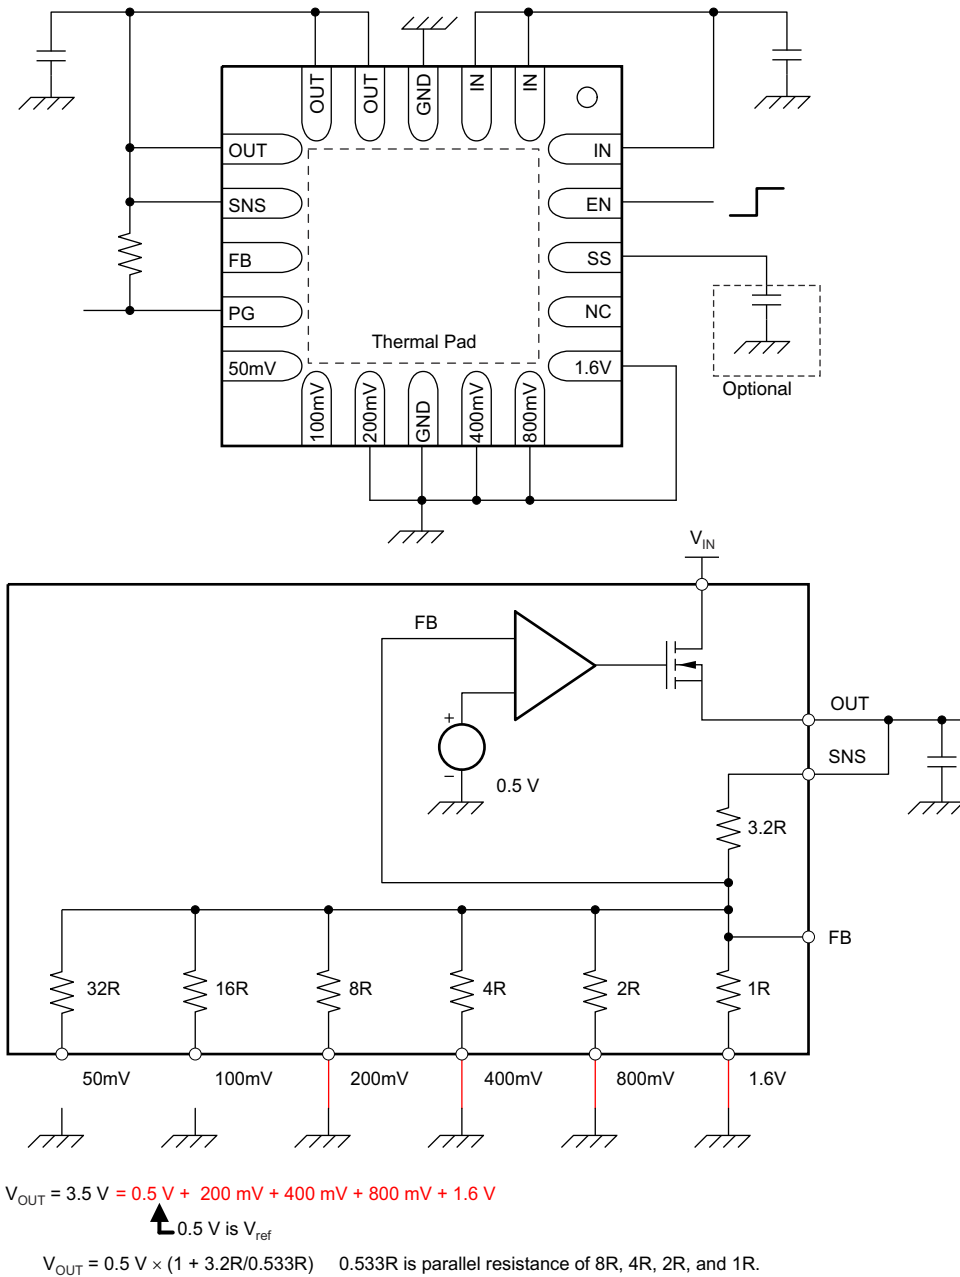 OUT
OUT
GND
IN
IN
OUT
IN
SNS
EN
FB
SS
PG
NC
Thermal Pad
50mV
1.6V
Optional
100mV
200mV
GND
400mV
800mV
VIN
FB
OUT
+
SNS
−
0.5 V
3.2R
FB
32R
16R
8R
4R
2R
1R
50mV
100mV
200mV
400mV
800mV
1.6V
VOUT = 3.5 V = 0.5 V + 200 mV + 400 mV + 800 mV + 1.6 V
0.5 V is Vref
VOUT = 0.5 V × (1 + 3.2R/0.533R) 0.533R is parallel resistance of 8R, 4R, 2R, and 1R.